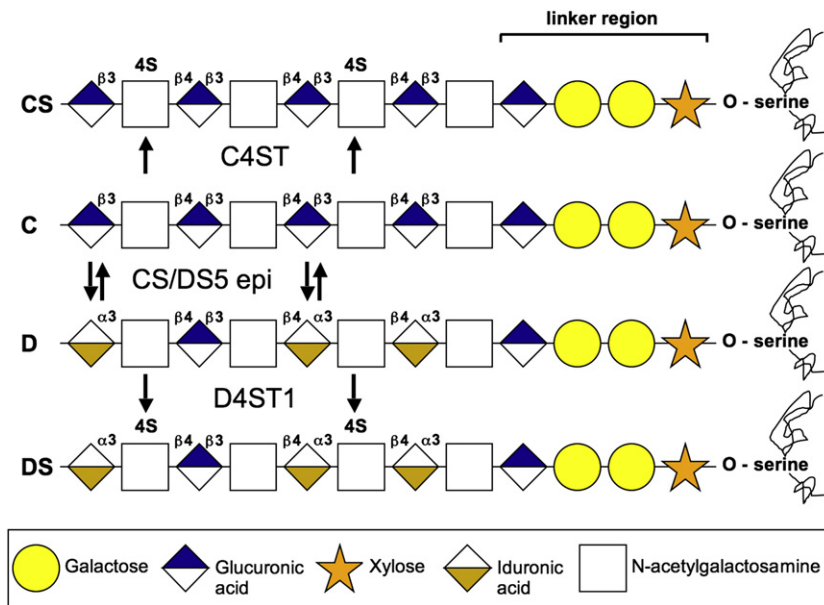 linker region
β3 4S β4 β3 β4 β3 4S β4 β3
CS O - serine
C4ST
β3 β4 β3 β4 β3 β4 β3
C O - serine
CS/DS5 epi
α3 β4 β3 β4 α3 β4 α3
D O - serine
D4ST1
α3 4S β4 β3 β4 α3 4S β4 α3
DS O - serine
Galactose Glucuronic acid Xylose Iduronic acid N-acetylgalactosamine